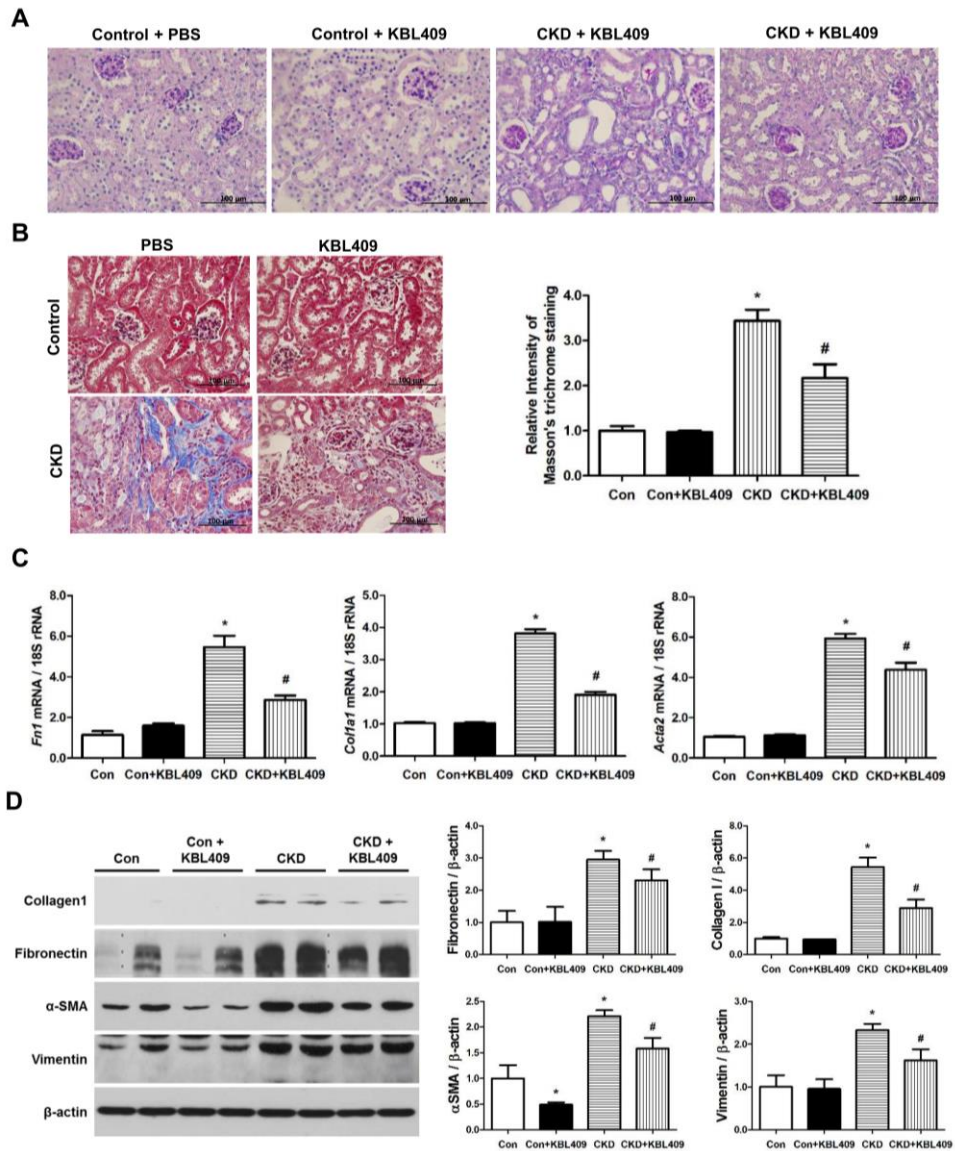 A
Control + PBS
Control + KBL409
CKD + KBL409
CKD + KBL409
100 µm
100 µm
100 µm
100 µm
B
PBS
KBL409
Control
CKD
100 µm
100 µm
100 µm
100 µm
Relative Intensity of
Masson's trichrome staining
4.0
3.0
2.0
1.0
0.0
*
#
Con
Con+KBL409
CKD
CKD+KBL409
C
Fn1 mRNA / 18S rRNA
8.0
6.0
4.0
2.0
0.0
*
#
Con
Con+KBL409
CKD
CKD+KBL409
Col1a1 mRNA / 18S rRNA
5.0
4.0
3.0
2.0
1.0
0.0
*
#
Con
Con+KBL409
CKD
CKD+KBL409
Acta2 mRNA / 18S rRNA
8.0
6.0
4.0
2.0
0.0
*
#
Con
Con+KBL409
CKD
CKD+KBL409
D
Con
Con +
KBL409
CKD
CKD +
KBL409
Collagen1
Fibronectin
α-SMA
Vimentin
β-actin
Fibronectin / β-actin
4.0
3.0
2.0
1.0
0.0
*
#
Con
Con+KBL409
CKD
CKD+KBL409
Collagen I / β-actin
8.0
6.0
4.0
2.0
0.0
*
#
Con
Con+KBL409
CKD
CKD+KBL409
αSMA / β-actin
2.5
2.0
1.5
1.0
0.5
0.0
*
*
#
Con
Con+KBL409
CKD
CKD+KBL409
Vimentin / β-actin
3.0
2.0
1.0
0.0
*
#
Con
Con+KBL409
CKD
CKD+KBL409